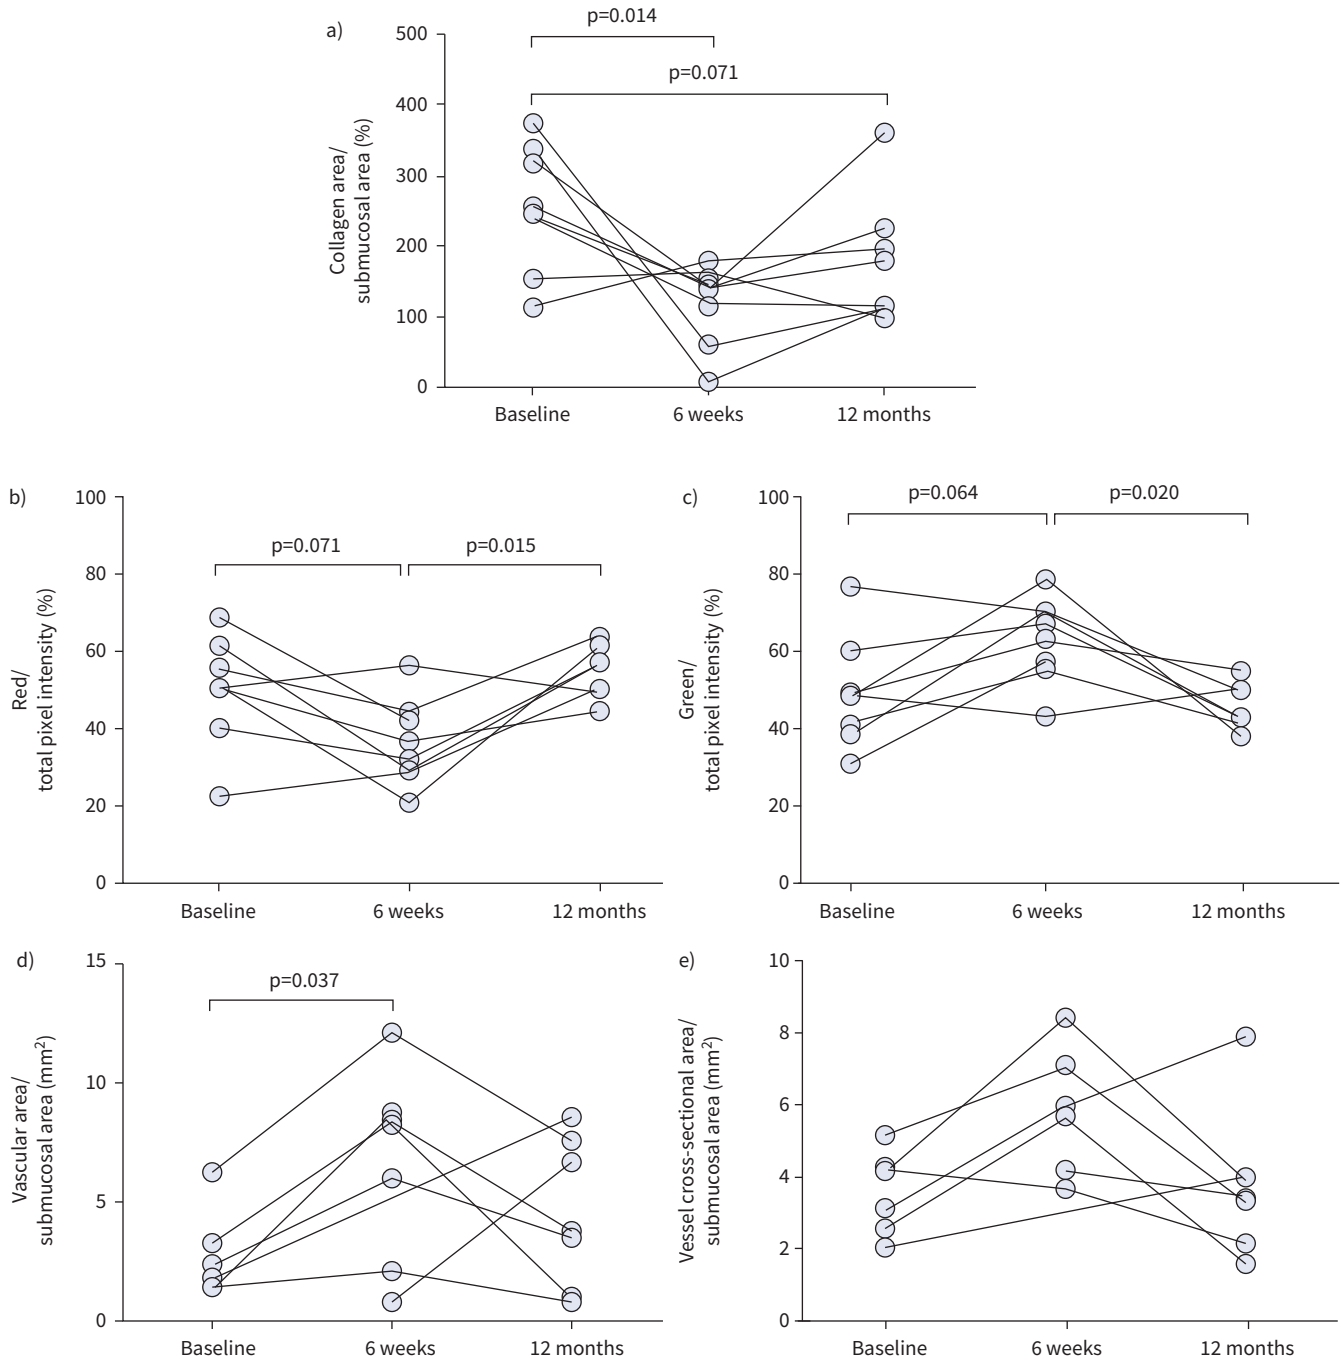 a)
p=0.014
p=0.071
Collagen area/
submucosal area (%)
500
400
300
200
100
0
Baseline
6 weeks
12 months
b)
p=0.071
p=0.015
Red/
total pixel intensity (%)
100
80
60
40
20
0
Baseline
6 weeks
12 months
c)
p=0.064
p=0.020
Green/
total pixel intensity (%)
100
80
60
40
20
0
Baseline
6 weeks
12 months
d)
p=0.037
Vascular area/
submucosal area (mm²)
15
10
5
0
Baseline
6 weeks
12 months
e)
Vessel cross-sectional area/
submucosal area (mm²)
10
8
6
4
2
0
Baseline
6 weeks
12 months